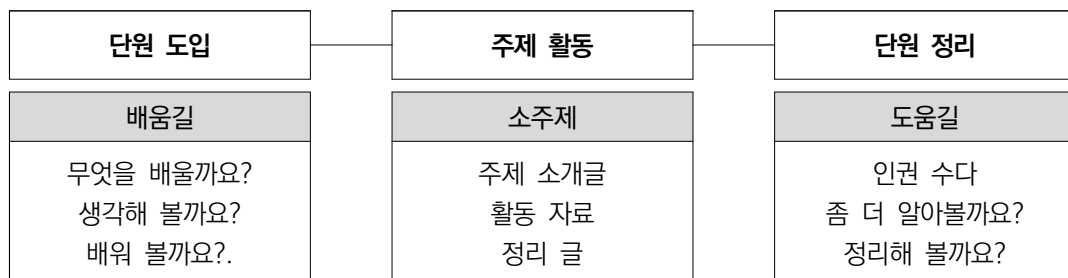 단원 도입
주제 활동
단원 정리
배움길
소주제
도움길
무엇을 배울까요?
생각해 볼까요?
배워 볼까요?.
주제 소개글
활동 자료
정리 글
인권 수다
좀 더 알아볼까요?
정리해 볼까요?